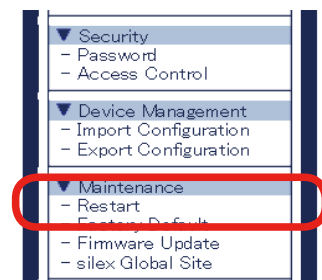 ▼ Security
- Password
- Access Control
▼ Device Management
- Import Configuration
- Export Configuration
▼ Maintenance
- Restart
- Factory Default
- Firmware Update
- silex Global Site